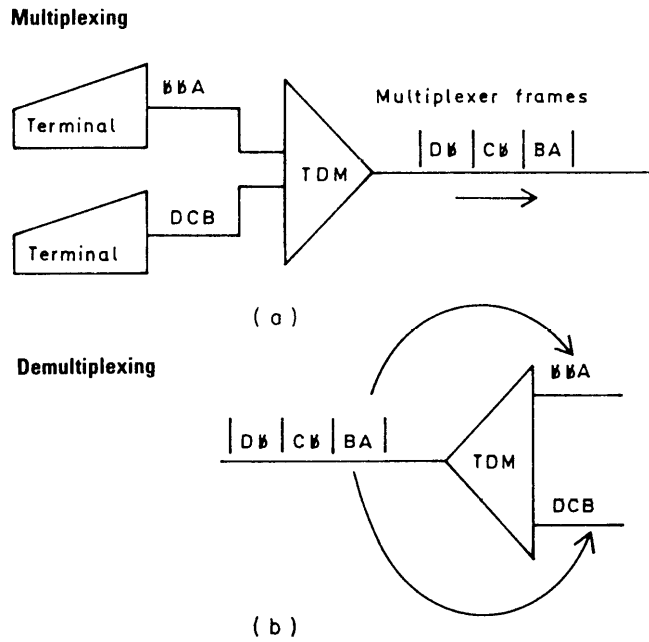 Multiplexing
ƀƀA
Terminal
Multiplexer frames
|Dƀ|Cƀ|BA|
TDM
DCB
Terminal
(a)
Demultiplexing
ƀƀA
|Dƀ|Cƀ|BA|
TDM
DCB
(b)